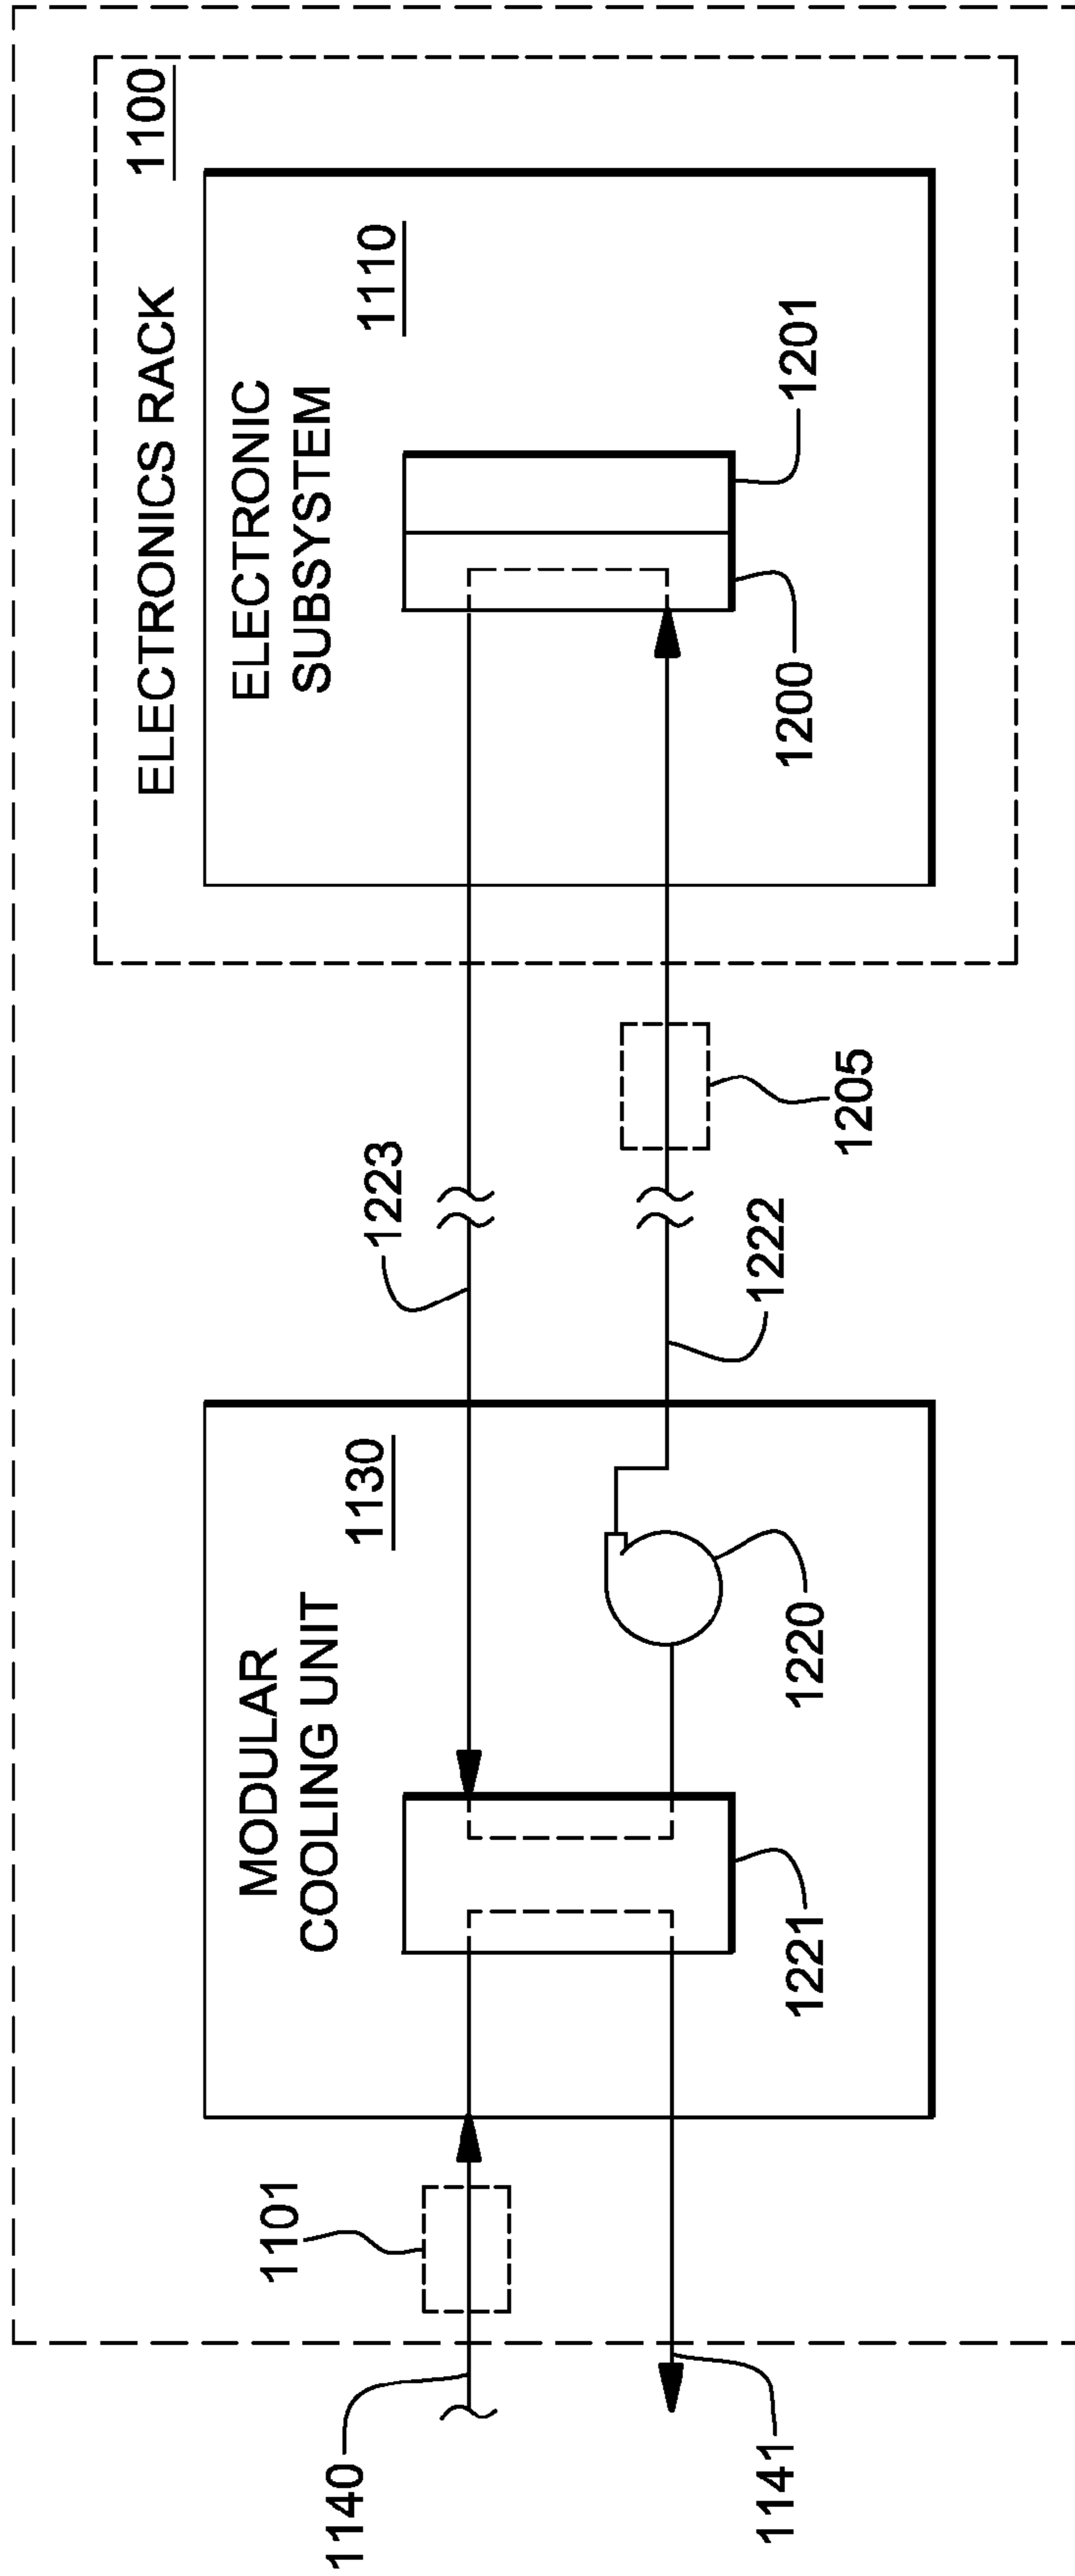 ELECTRONICS RACK 1100
ELECTRONIC
SUBSYSTEM
1110
1201
1200
1205
1223
1222
MODULAR
COOLING UNIT
1130
1220
1221
1101
1140
1141